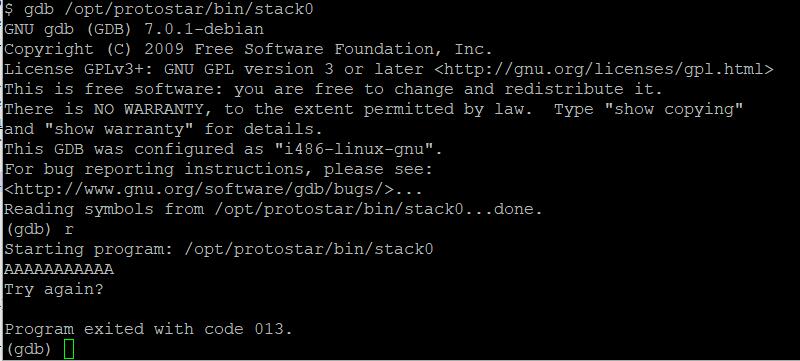 $ gdb /opt/protostar/bin/stack0
GNU gdb (GDB) 7.0.1-debian
Copyright (C) 2009 Free Software Foundation, Inc.
License GPLv3+: GNU GPL version 3 or later <http://gnu.org/licenses/gpl.html>
This is free software: you are free to change and redistribute it.
There is NO WARRANTY, to the extent permitted by law.  Type "show copying"
and "show warranty" for details.
This GDB was configured as "i486-linux-gnu".
For bug reporting instructions, please see:
<http://www.gnu.org/software/gdb/bugs/>...
Reading symbols from /opt/protostar/bin/stack0...done.
(gdb) r
Starting program: /opt/protostar/bin/stack0
AAAAAAAAAAA
Try again?
Program exited with code 013.
(gdb)